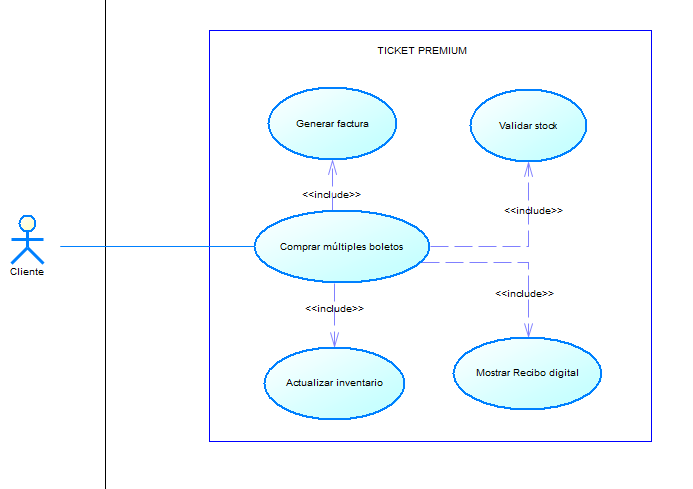 TICKET PREMIUM
Generar factura
Validar stock
<<include>>
<<include>>
Comprar múltiples boletos
Cliente
<<include>>
<<include>>
Actualizar inventario
Mostrar Recibo digital